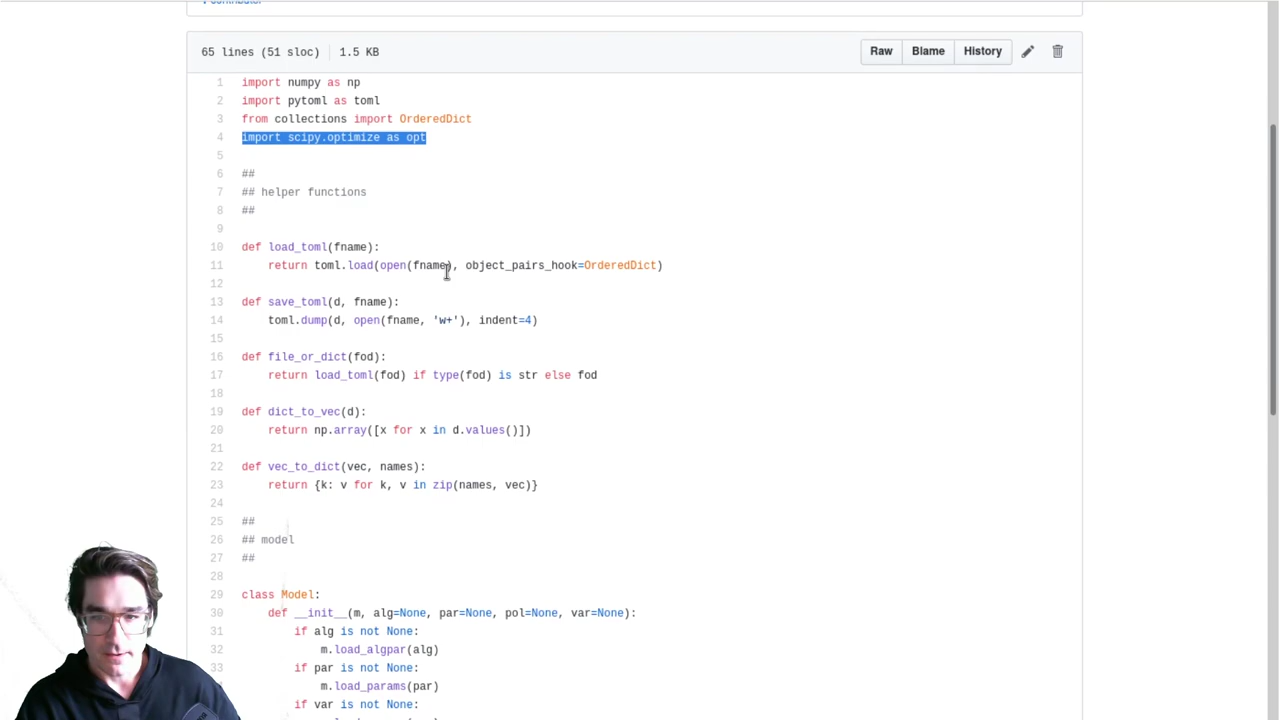 65 lines (51 sloc) 1.5 KB Raw Blame History
1 import numpy as np
2 import pytoml as toml
3 from collections import OrderedDict
4 import scipy.optimize as opt
5
6 ##
7 ## helper functions
8 ##
9
10 def load_toml(fname):
11 return toml.load(open(fname), object_pairs_hook=OrderedDict)
12
13 def save_toml(d, fname):
14 toml.dump(d, open(fname, 'w+'), indent=4)
15
16 def file_or_dict(fod):
17 return load_toml(fod) if type(fod) is str else fod
18
19 def dict_to_vec(d):
20 return np.array([x for x in d.values()])
21
22 def vec_to_dict(vec, names):
23 return {k: v for k, v in zip(names, vec)}
24
25 ##
26 ## model
27 ##
28
29 class Model:
30 def __init__(m, alg=None, par=None, pol=None, var=None):
31 if alg is not None:
32 m.load_algpar(alg)
33 if par is not None:
34 m.load_params(par)
35 if var is not None: